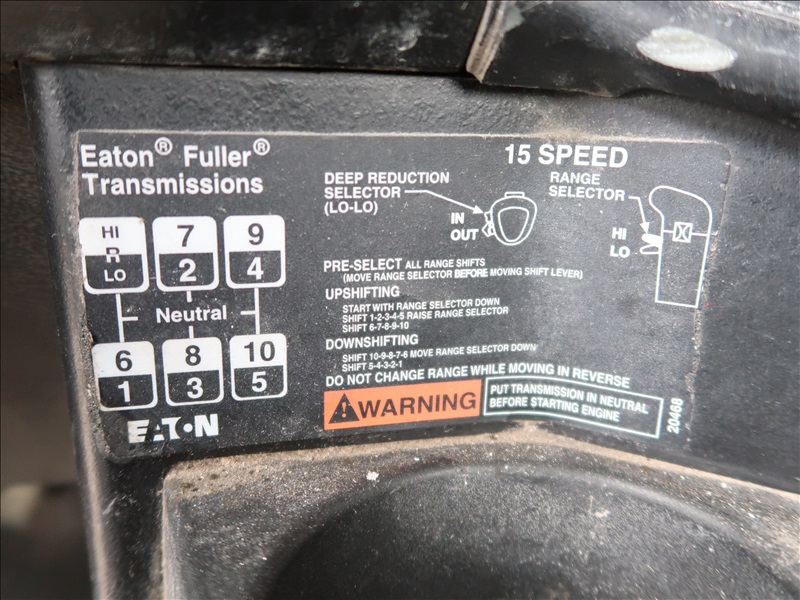 Eaton® Fuller®
Transmissions
15 SPEED
DEEP REDUCTION
SELECTOR
(LO-LO)
IN
OUT
RANGE
SELECTOR
HI
LO
HI
R
LO
7
2
9
4
Neutral
6
1
8
3
10
5
EATON
PRE-SELECT ALL RANGE SHIFTS
(MOVE RANGE SELECTOR BEFORE MOVING SHIFT LEVER)
UPSHIFTING
START WITH RANGE SELECTOR DOWN
SHIFT 1-2-3-4-5 RAISE RANGE SELECTOR
SHIFT 6-7-8-9-10
DOWNSHIFTING
SHIFT 10-9-8-7-6 MOVE RANGE SELECTOR DOWN
SHIFT 5-4-3-2-1
DO NOT CHANGE RANGE WHILE MOVING IN REVERSE
WARNING
PUT TRANSMISSION IN NEUTRAL
BEFORE STARTING ENGINE
20468